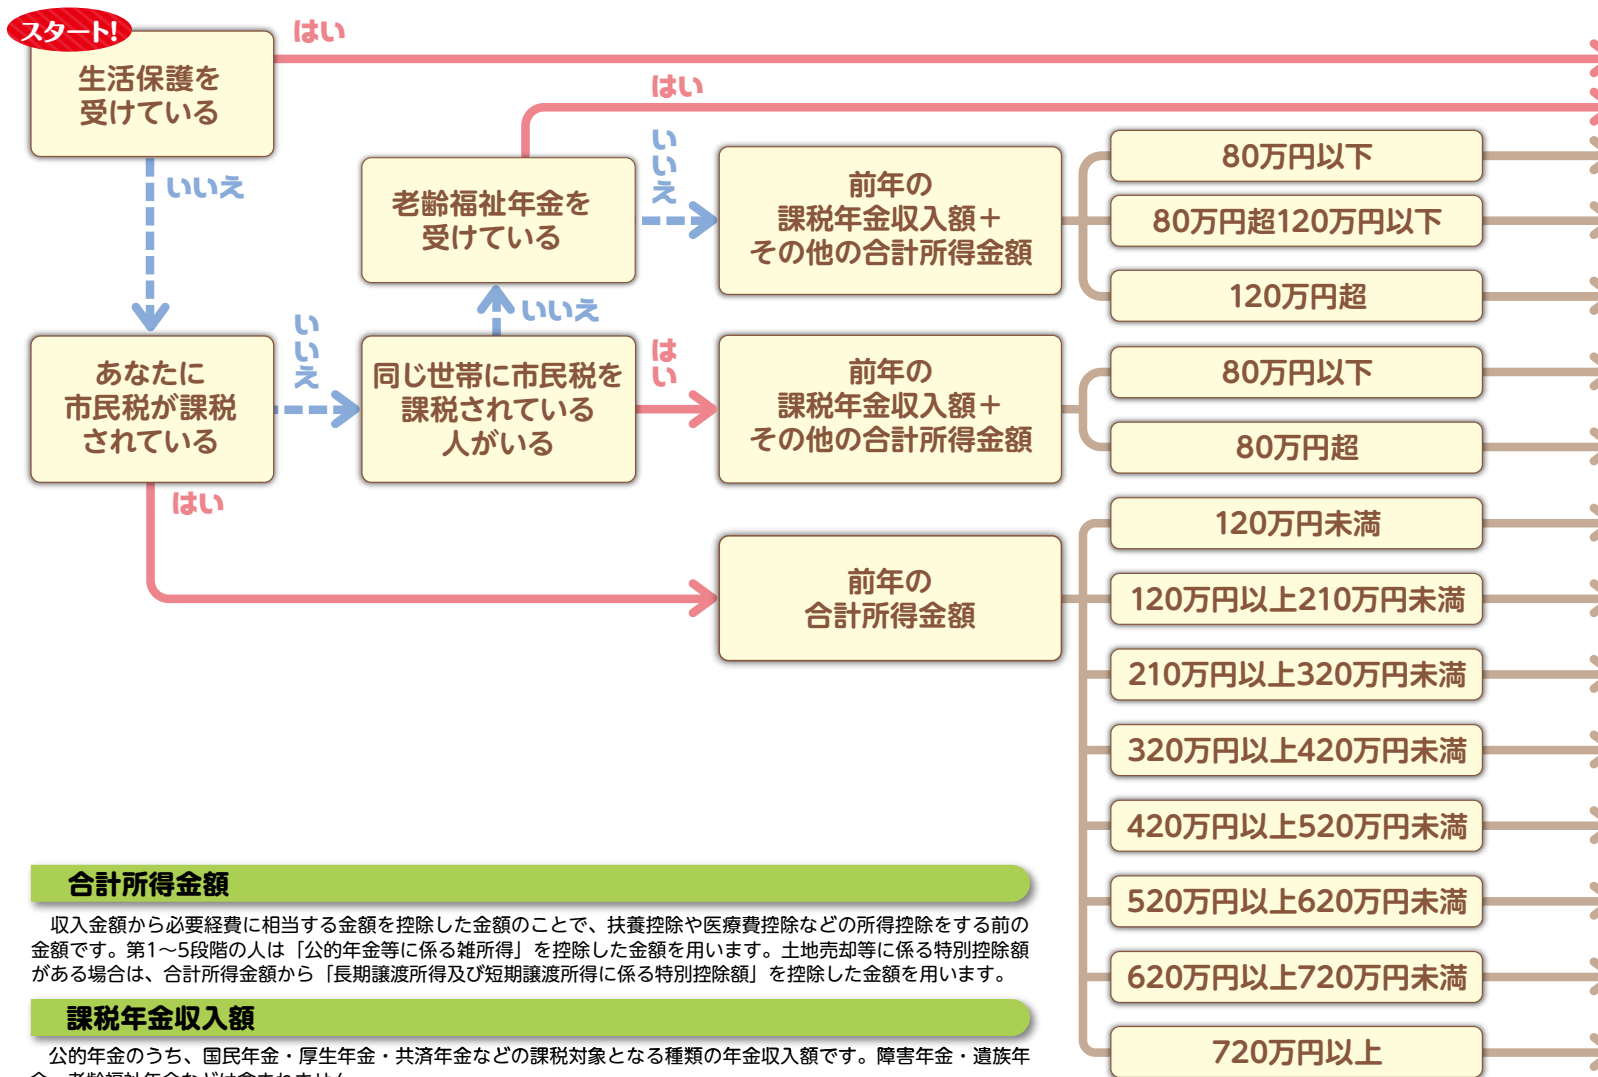 スタート!
生活保護を
受けている
はい
いいえ
あなたに
市民税が課税
されている
いいえ
はい
同じ世帯に市民税を
課税されている
人がいる
いいえ
はい
老齢福祉年金を
受けている
はい
いいえ
前年の
課税年金収入額＋
その他の合計所得金額
80万円以下
80万円超120万円以下
120万円超
前年の
課税年金収入額＋
その他の合計所得金額
80万円以下
80万円超
前年の
合計所得金額
120万円未満
120万円以上210万円未満
210万円以上320万円未満
320万円以上420万円未満
420万円以上520万円未満
520万円以上620万円未満
620万円以上720万円未満
720万円以上
合計所得金額
収入金額から必要経費に相当する金額を控除した金額のことで、扶養控除や医療費控除などの所得控除をする前の
金額です。第1～5段階の人は「公的年金等に係る雑所得」を控除した金額を用います。土地売却等に係る特別控除額
がある場合は、合計所得金額から「長期譲渡所得及び短期譲渡所得に係る特別控除額」を控除した金額を用います。
課税年金収入額
公的年金のうち、国民年金・厚生年金・共済年金などの課税対象となる種類の年金収入額です。障害年金・遺族年